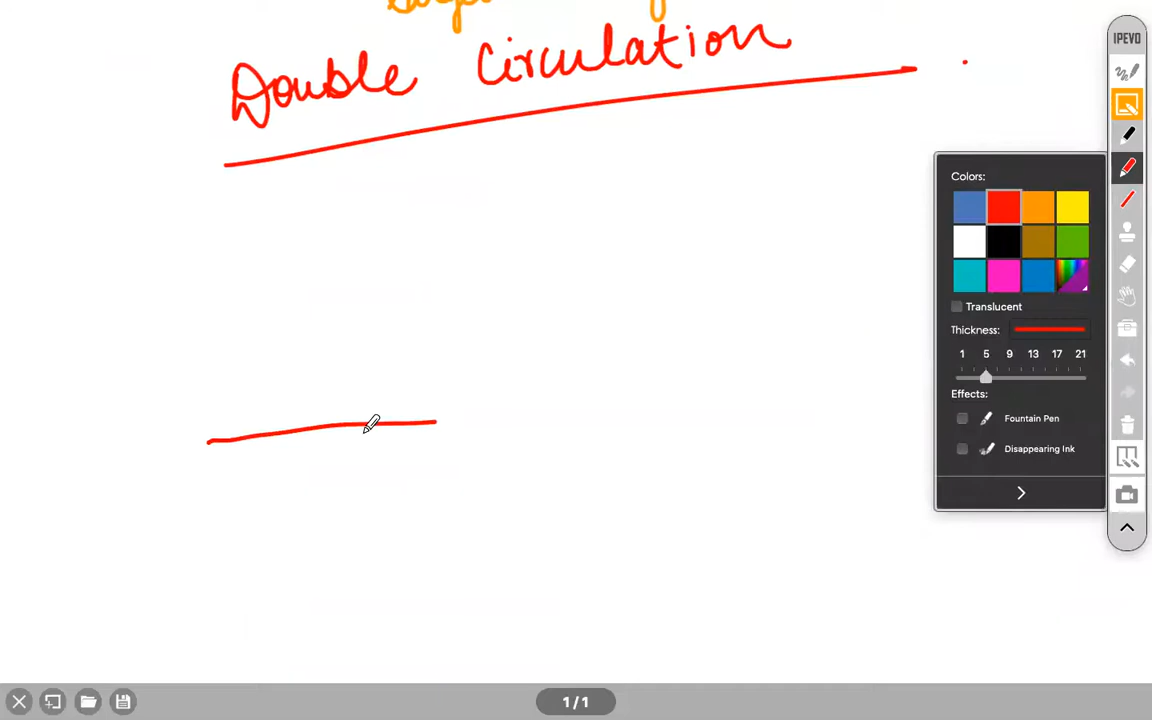 Double Circulation
IPEVO
Colors:
Translucent
Thickness:
1 5 9 13 17 21
Effects:
Fountain Pen
Disappearing Ink
1/1